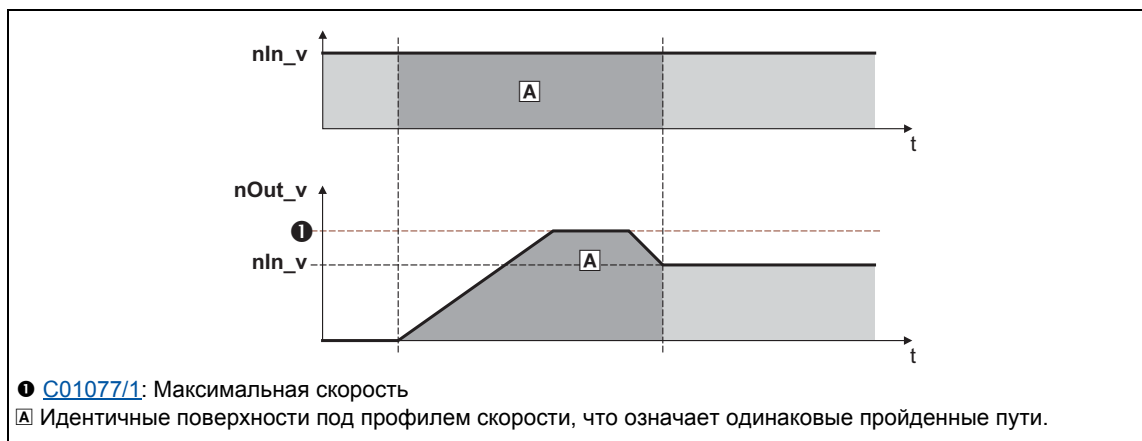 nIn_v
A
t
nOut_v
❶
nIn_v
A
t
❶ C01077/1: Максимальная скорость
A Идентичные поверхности под профилем скорости, что означает одинаковые пройденные пути.